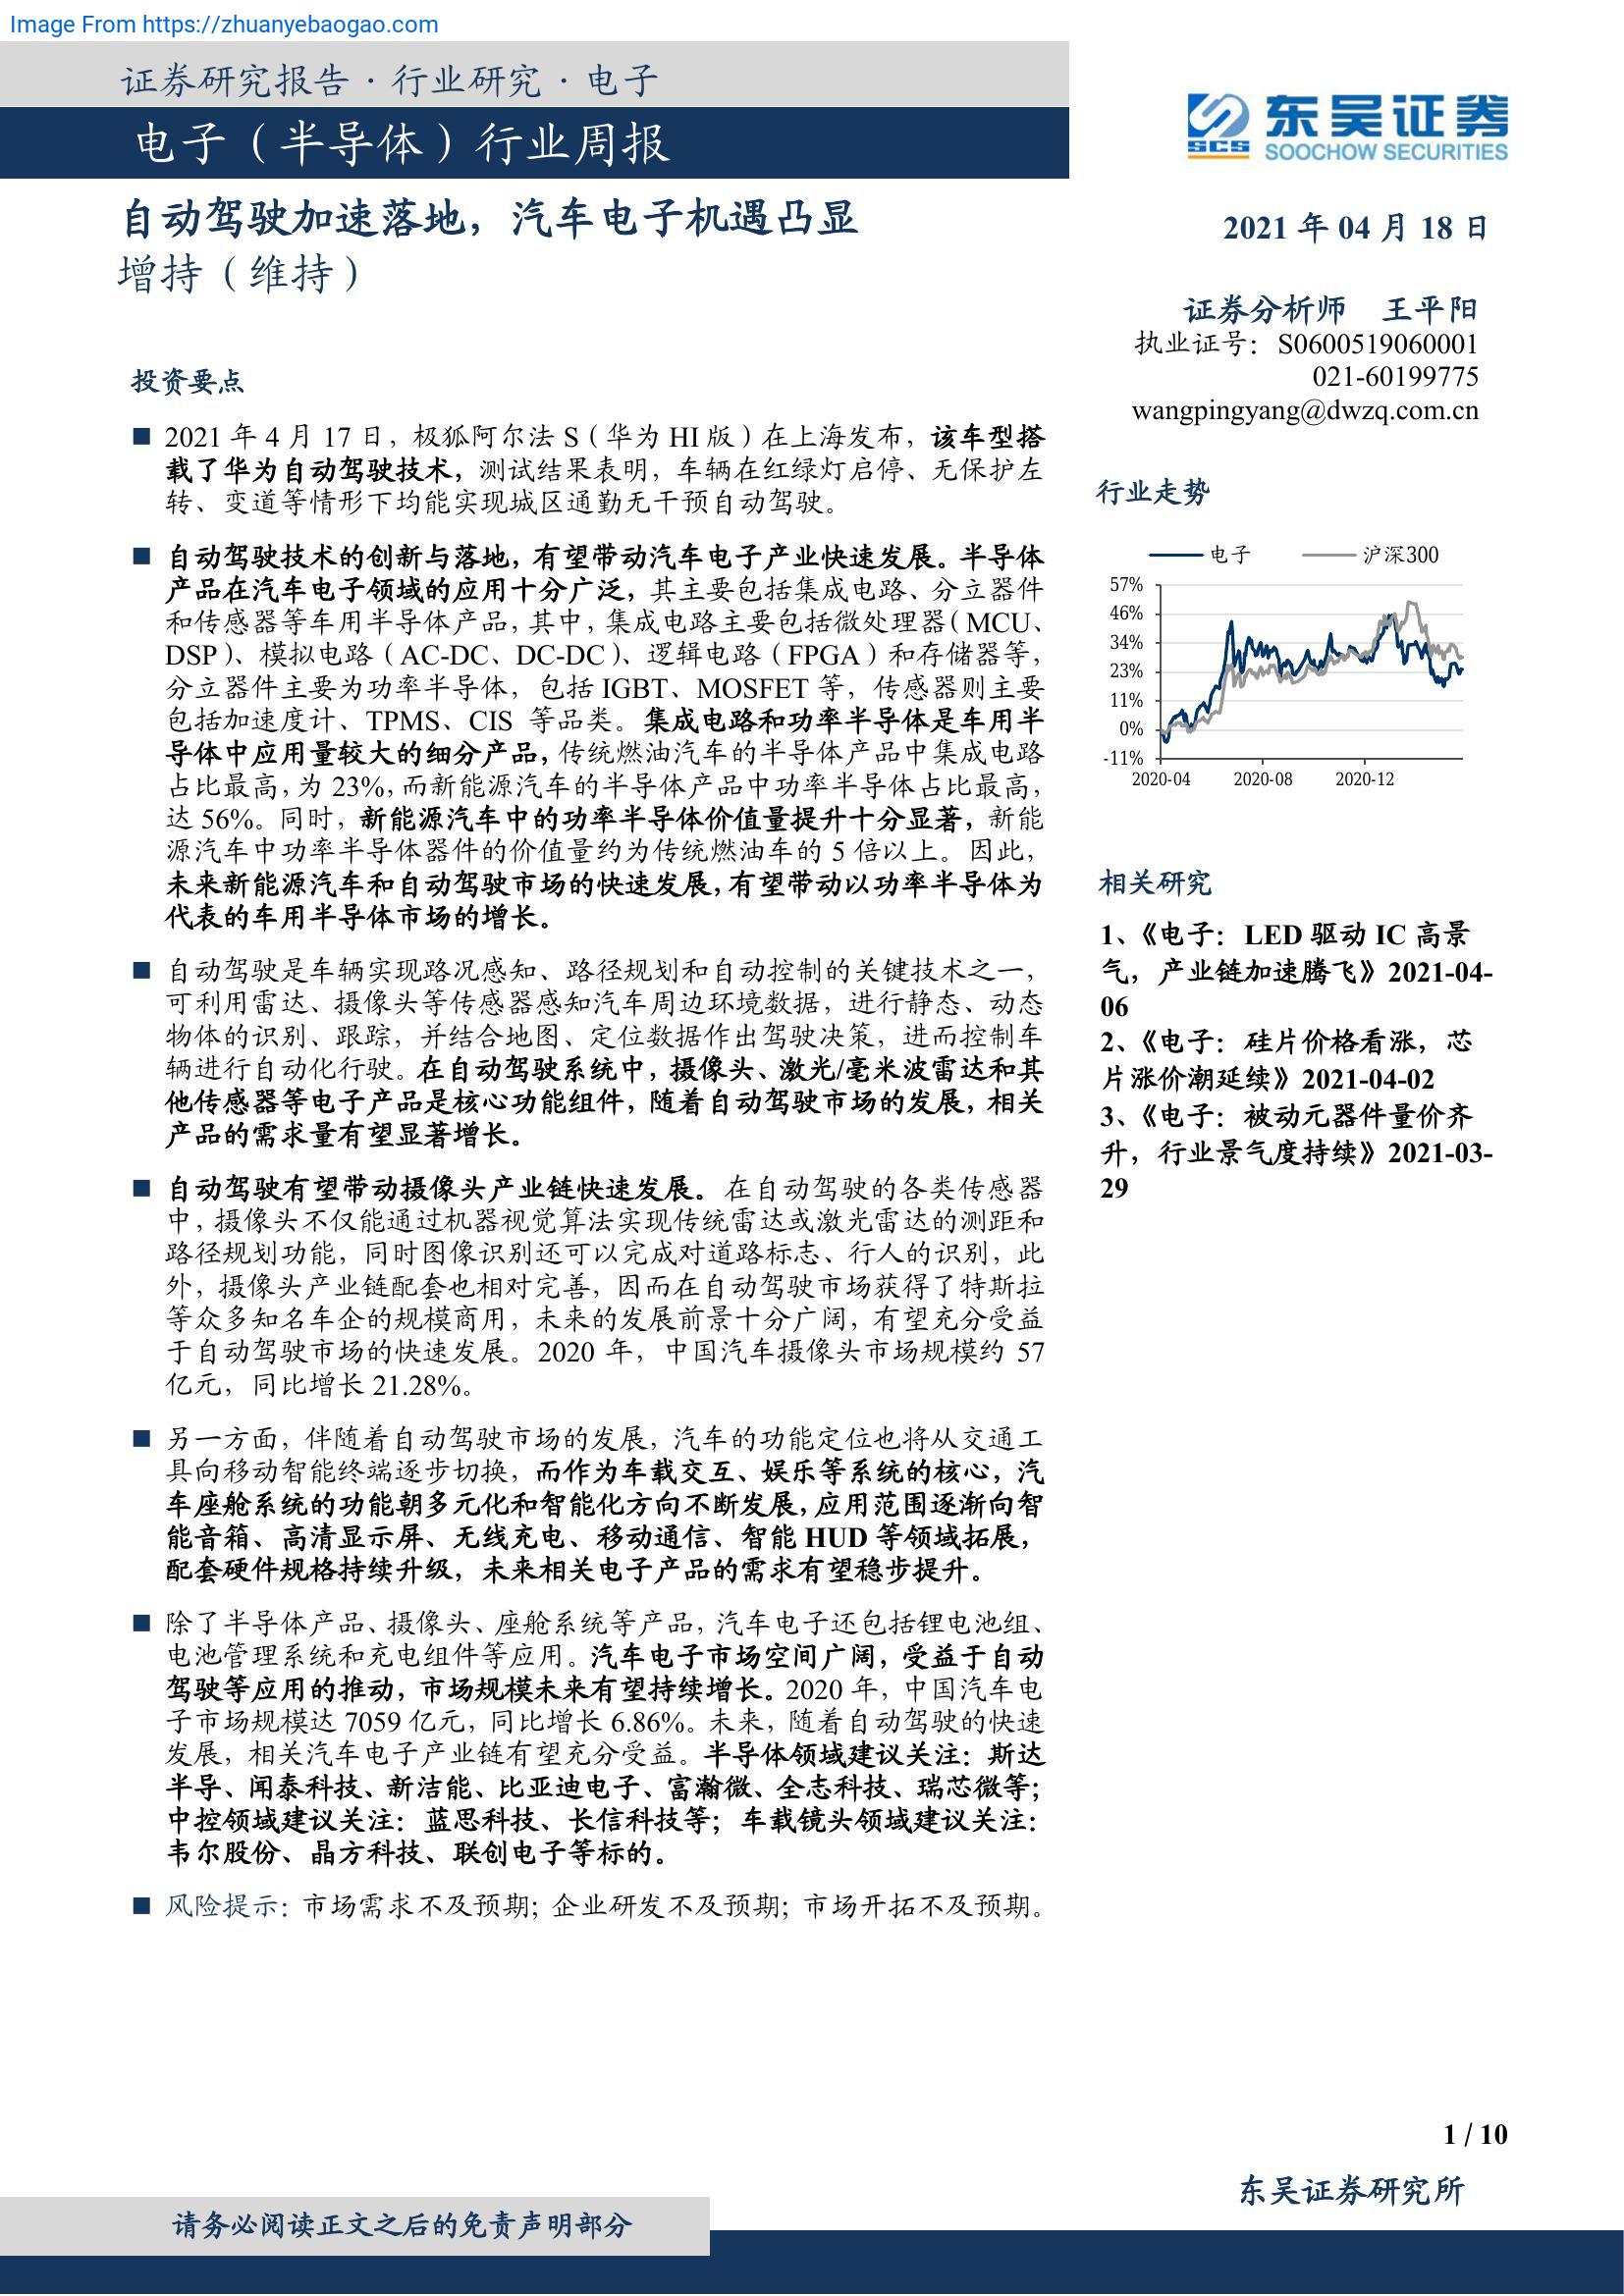 Image From https://zhuanyebaogao.com
证券研究报告·行业研究·电子
电子（半导体）行业周报
东吴证券
SCS
SOOCHOW SECURITIES
自动驾驶加速落地，汽车电子机遇凸显
增持（维持）
2021 年 04 月 18 日
证券分析师 王平阳
执业证号：S0600519060001
021-60199775
wangpingyang@dwzq.com.cn
投资要点
■ 2021 年 4 月 17 日，极狐阿尔法 S（华为 HI 版）在上海发布，该车型搭
载了华为自动驾驶技术，测试结果表明，车辆在红绿灯启停、无保护左
转、变道等情形下均能实现城区通勤无干预自动驾驶。
■ 自动驾驶技术的创新与落地，有望带动汽车电子产业快速发展。半导体
产品在汽车电子领域的应用十分广泛，其主要包括集成电路、分立器件
和传感器等车用半导体产品，其中，集成电路主要包括微处理器（MCU、
DSP）、模拟电路（AC-DC、DC-DC）、逻辑电路（FPGA）和存储器等，
分立器件主要为功率半导体，包括 IGBT、MOSFET 等，传感器则主要
包括加速度计、TPMS、CIS 等品类。集成电路和功率半导体是车用半
导体中应用量较大的细分产品，传统燃油汽车的半导体产品中集成电路
占比最高，为 23%，而新能源汽车的半导体产品中功率半导体占比最高，
达 56%。同时，新能源汽车中的功率半导体价值量提升十分显著，新能
源汽车中功率半导体器件的价值量约为传统燃油车的 5 倍以上。因此，
未来新能源汽车和自动驾驶市场的快速发展，有望带动以功率半导体为
代表的车用半导体市场的增长。
■ 自动驾驶是车辆实现路况感知、路径规划和自动控制的关键技术之一，
可利用雷达、摄像头等传感器感知汽车周边环境数据，进行静态、动态
物体的识别、跟踪，并结合地图、定位数据作出驾驶决策，进而控制车
辆进行自动化行驶。在自动驾驶系统中，摄像头、激光/毫米波雷达和其
他传感器等电子产品是核心功能组件，随着自动驾驶市场的发展，相关
产品的需求量有望显著增长。
■ 自动驾驶有望带动摄像头产业链快速发展。在自动驾驶的各类传感器
中，摄像头不仅能通过机器视觉算法实现传统雷达或激光雷达的测距和
路径规划功能，同时图像识别还可以完成对道路标志、行人的识别，此
外，摄像头产业链配套也相对完善，因而在自动驾驶市场获得了特斯拉
等众多知名车企的规模商用，未来的发展前景十分广阔，有望充分受益
于自动驾驶市场的快速发展。2020 年，中国汽车摄像头市场规模约 57
亿元，同比增长 21.28%。
■ 另一方面，伴随着自动驾驶市场的发展，汽车的功能定位也将从交通工
具向移动智能终端逐步切换，而作为车载交互、娱乐等系统的核心，汽
车座舱系统的功能朝多元化和智能化方向不断发展，应用范围逐渐向智
能音箱、高清显示屏、无线充电、移动通信、智能 HUD 等领域拓展，
配套硬件规格持续升级，未来相关电子产品的需求有望稳步提升。
■ 除了半导体产品、摄像头、座舱系统等产品，汽车电子还包括锂电池组、
电池管理系统和充电组件等应用。汽车电子市场空间广阔，受益于自动
驾驶等应用的推动，市场规模未来有望持续增长。2020 年，中国汽车电
子市场规模达 7059 亿元，同比增长 6.86%。未来，随着自动驾驶的快速
发展，相关汽车电子产业链有望充分受益。半导体领域建议关注：斯达
半导、闻泰科技、新洁能、比亚迪电子、富瀚微、全志科技、瑞芯微等；
中控领域建议关注：蓝思科技、长信科技等；车载镜头领域建议关注：
韦尔股份、晶方科技、联创电子等标的。
■ 风险提示：市场需求不及预期；企业研发不及预期；市场开拓不及预期。
行业走势
电子 沪深300
57%
46%
34%
23%
11%
0%
-11%
2020-04 2020-08 2020-12
相关研究
1、《电子：LED 驱动 IC 高景
气，产业链加速腾飞》2021-04-
06
2、《电子：硅片价格看涨，芯
片涨价潮延续》2021-04-02
3、《电子：被动元器件量价齐
升，行业景气度持续》2021-03-
29
1 / 10
东吴证券研究所
请务必阅读正文之后的免责声明部分